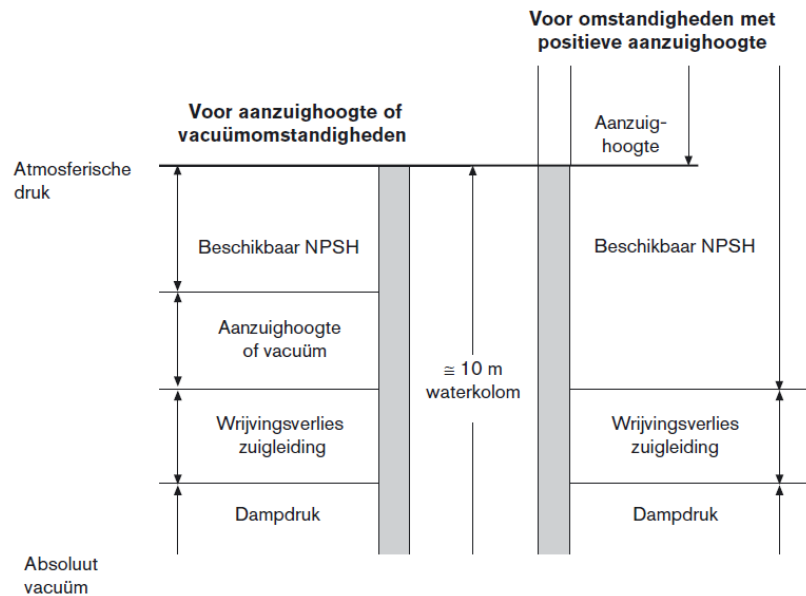 Voor omstandigheden met
positieve aanzuighoogte
Voor aanzuighoogte of
vacuümomstandigheden
Aanzuig-
hoogte
Atmosferische
druk
Beschikbaar NPSH
Beschikbaar NPSH
Aanzuighoogte
of vacuüm
≅ 10 m
waterkolom
Wrijvingsverlies
zuigleiding
Wrijvingsverlies
zuigleiding
Dampdruk
Dampdruk
Absoluut
vacuüm